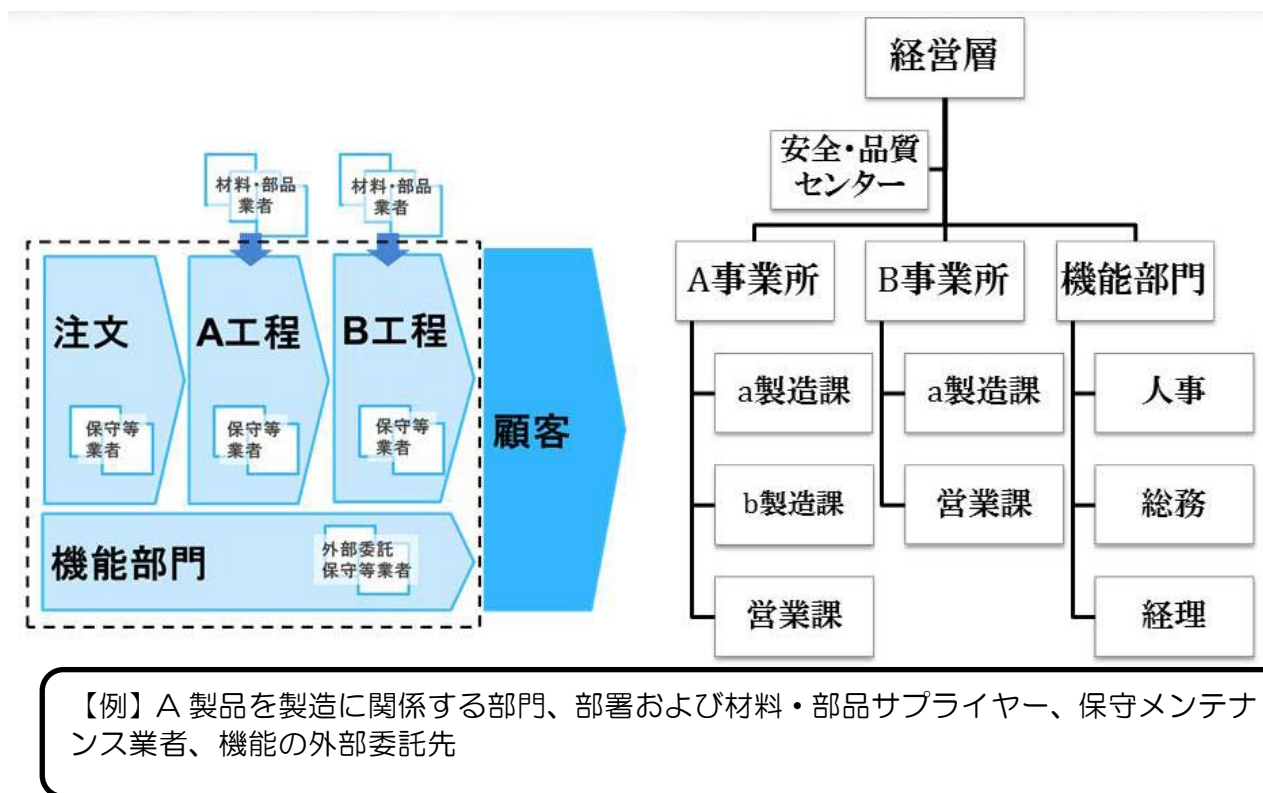 材料・部品
業者
材料・部品
業者
注文
A工程
B工程
保守等
業者
保守等
業者
保守等
業者
機能部門
外部委託
保守等業者
顧客
経営層
安全・品質
センター
A事業所
B事業所
機能部門
a製造課
b製造課
営業課
a製造課
営業課
人事
総務
経理
【例】A 製品を製造に関係する部門、部署および材料・部品サプライヤー、保守メンテナ
ンス業者、機能の外部委託先